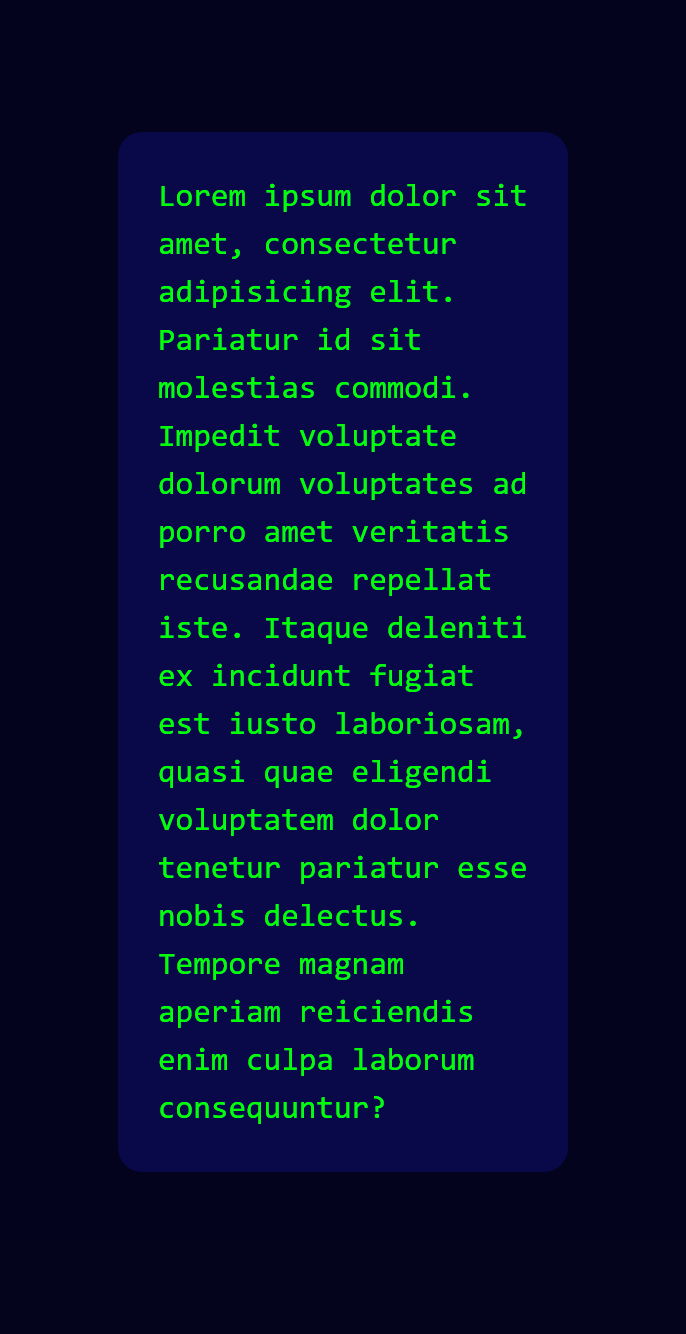 Lorem ipsum dolor sit
amet, consectetur
adipisicing elit.
Pariatur id sit
molestias commodi.
Impedit voluptate
dolorum voluptates ad
porro amet veritatis
recusandae repellat
iste. Itaque deleniti
ex incidunt fugiat
est iusto laboriosam,
quasi quae eligendi
voluptatem dolor
tenetur pariatur esse
nobis delectus.
Tempore magnam
aperiam reiciendis
enim culpa laborum
consequuntur?